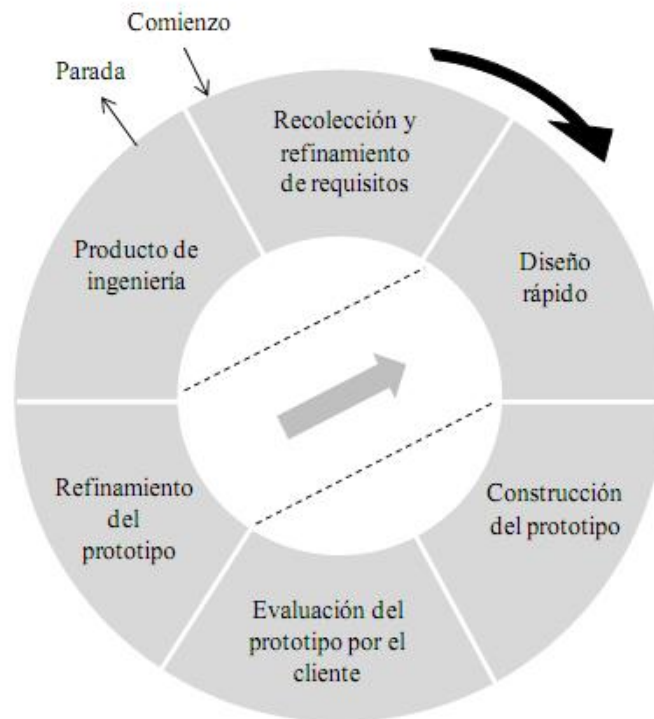 Comienzo
Parada
Recolección y
refinamiento
de requisitos
Diseño
rápido
Construcción
del prototipo
Evaluación del
prototipo por el
cliente
Refinamiento
del
prototipo
Producto de
ingeniería